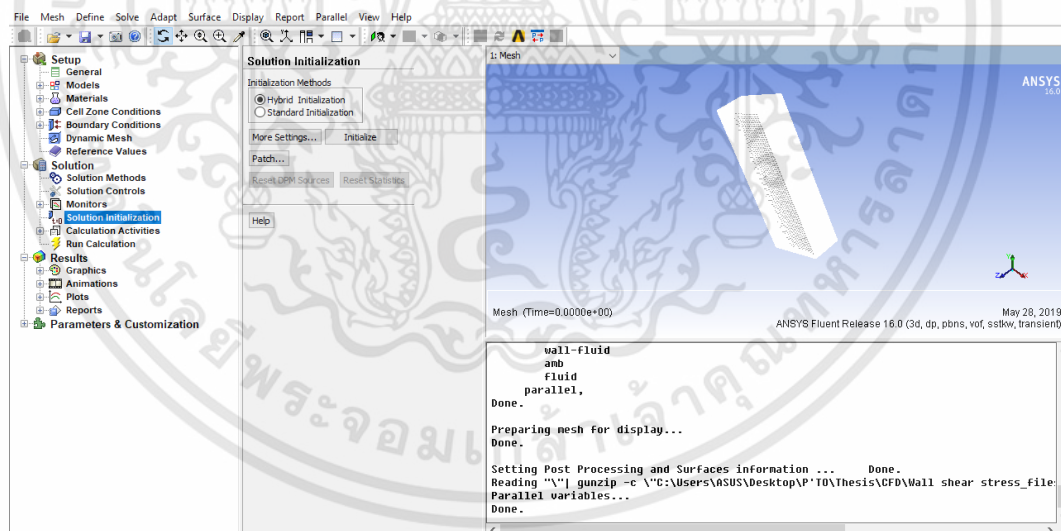 File Mesh Define Solve Adapt Surface Display Report Parallel View Help
Setup
General
Models
Materials
Cell Zone Conditions
Boundary Conditions
Dynamic Mesh
Reference Values
Solution
Solution Methods
Solution Controls
Monitors
Solution Initialization
Calculation Activities
Run Calculation
Results
Graphics
Animations
Plots
Reports
Parameters & Customization
Solution Initialization
Initialization Methods
Hybrid Initialization
Standard Initialization
More Settings... Initialize
Patch...
Reset DPM Sources Reset Statistics
Help
1: Mesh
ANSYS
16.0
Y
Z X
Mesh (Time=0.0000e+00)
May 28, 2019
ANSYS Fluent Release 16.0 (3d, dp, pbns, vof, sstkw, transient)
wall-fluid
amb
fluid
parallel,
Done.
Preparing mesh for display...
Done.
Setting Post Processing and Surfaces information ... Done.
Reading "\"| gunzip -c \"C:\Users\ASUS\Desktop\P'TO\Thesis\CFD\Wall shear stress_files
Parallel variables...
Done.